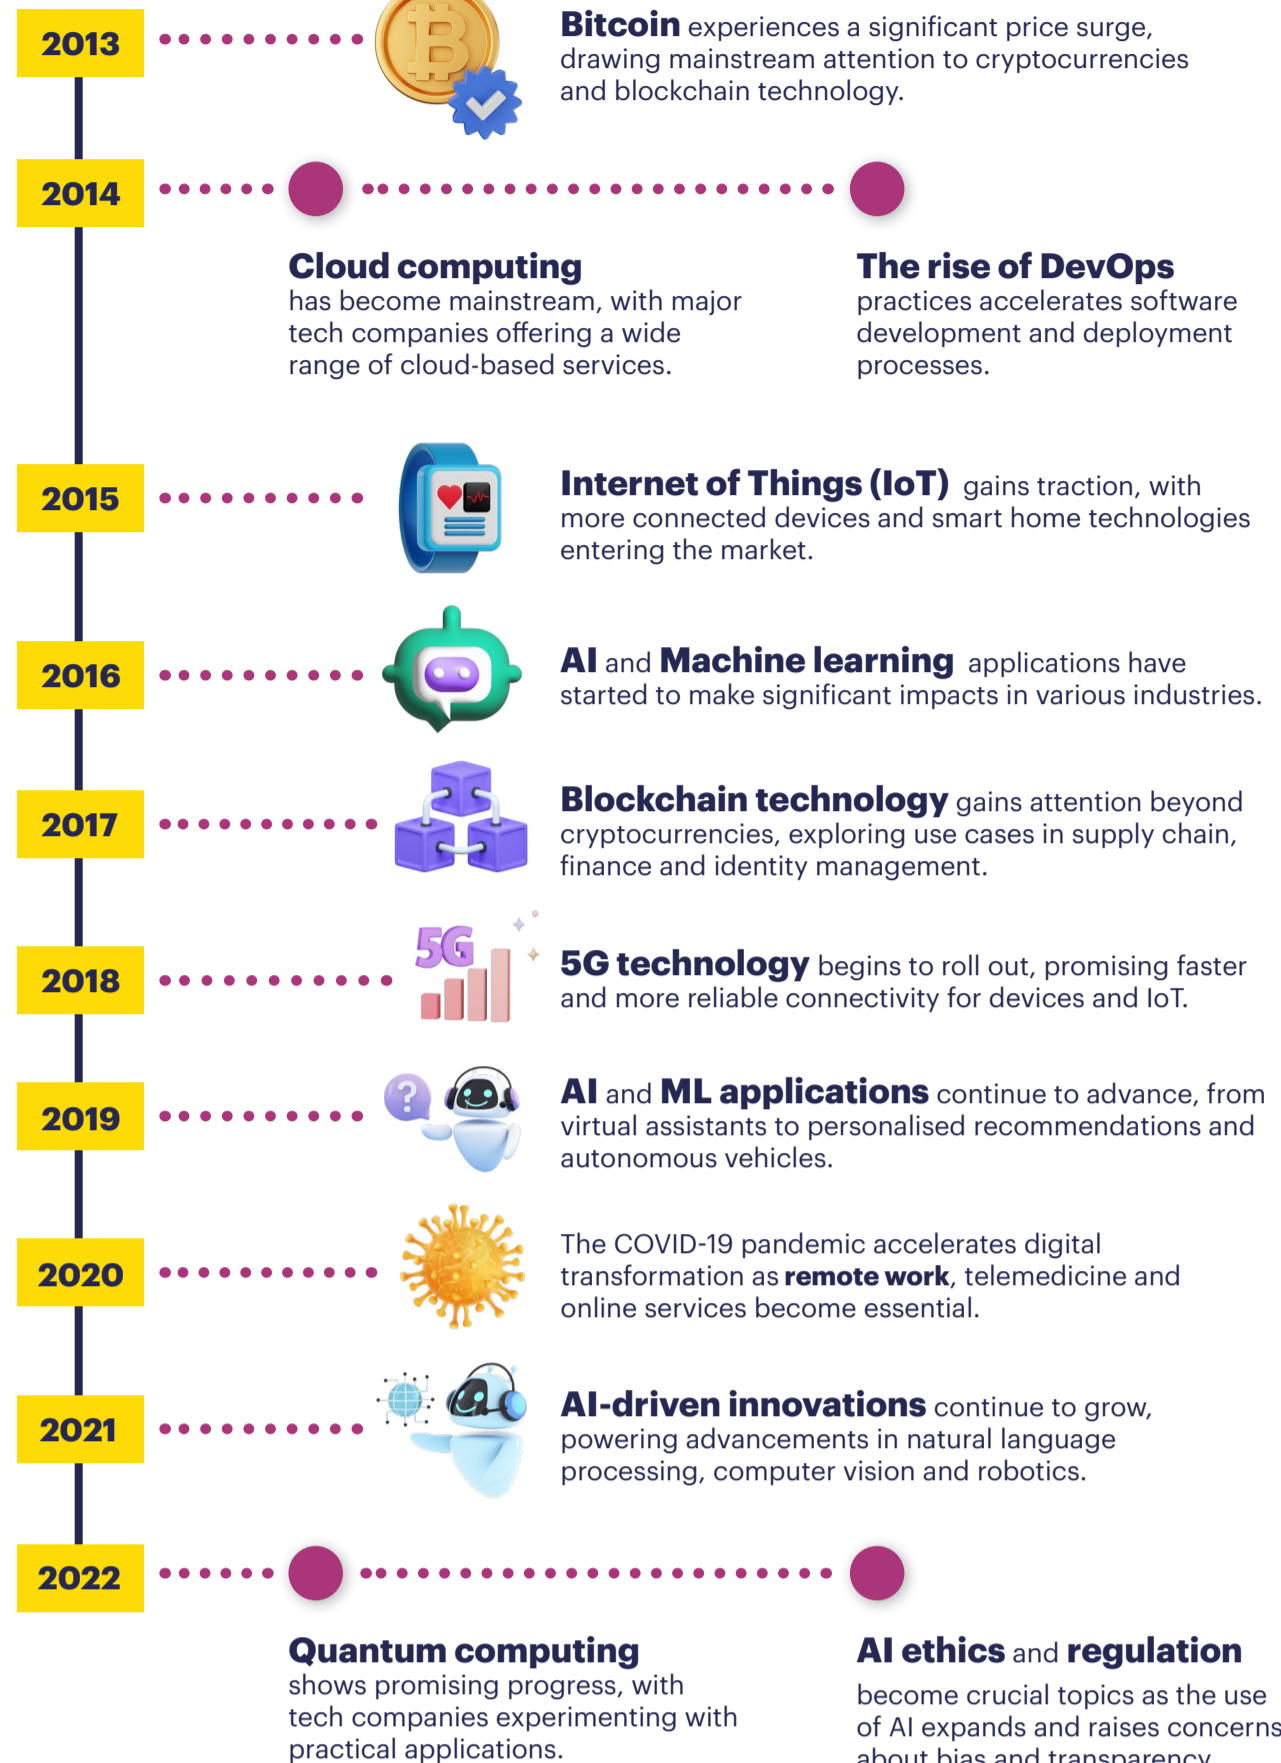 2013
Bitcoin experiences a significant price surge,
drawing mainstream attention to cryptocurrencies
and blockchain technology.
2014
Cloud computing
has become mainstream, with major
tech companies offering a wide
range of cloud-based services.
The rise of DevOps
practices accelerates software
development and deployment
processes.
2015
Internet of Things (IoT) gains traction, with
more connected devices and smart home technologies
entering the market.
2016
AI and Machine learning applications have
started to make significant impacts in various industries.
2017
Blockchain technology gains attention beyond
cryptocurrencies, exploring use cases in supply chain,
finance and identity management.
2018
5G
5G technology begins to roll out, promising faster
and more reliable connectivity for devices and IoT.
2019
?
AI and ML applications continue to advance, from
virtual assistants to personalised recommendations and
autonomous vehicles.
2020
The COVID-19 pandemic accelerates digital
transformation as remote work, telemedicine and
online services become essential.
2021
AI-driven innovations continue to grow,
powering advancements in natural language
processing, computer vision and robotics.
2022
Quantum computing
shows promising progress, with
tech companies experimenting with
practical applications.
AI ethics and regulation
become crucial topics as the use
of AI expands and raises concerns
about bias and transparency